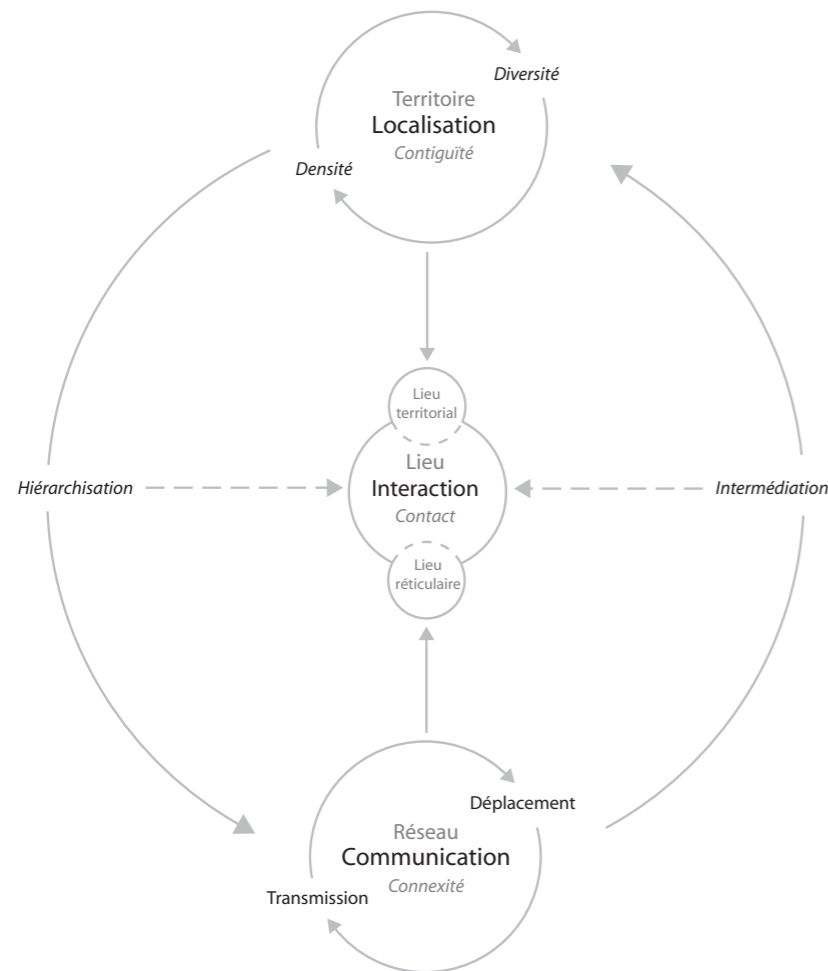 Diversité
Territoire
Localisation
Contiguïté
Densité
Lieu
territorial
Lieu
Interaction
Contact
Hiérarchisation
Intermédiation
Lieu
réticulaire
Déplacement
Réseau
Communication
Connexité
Transmission